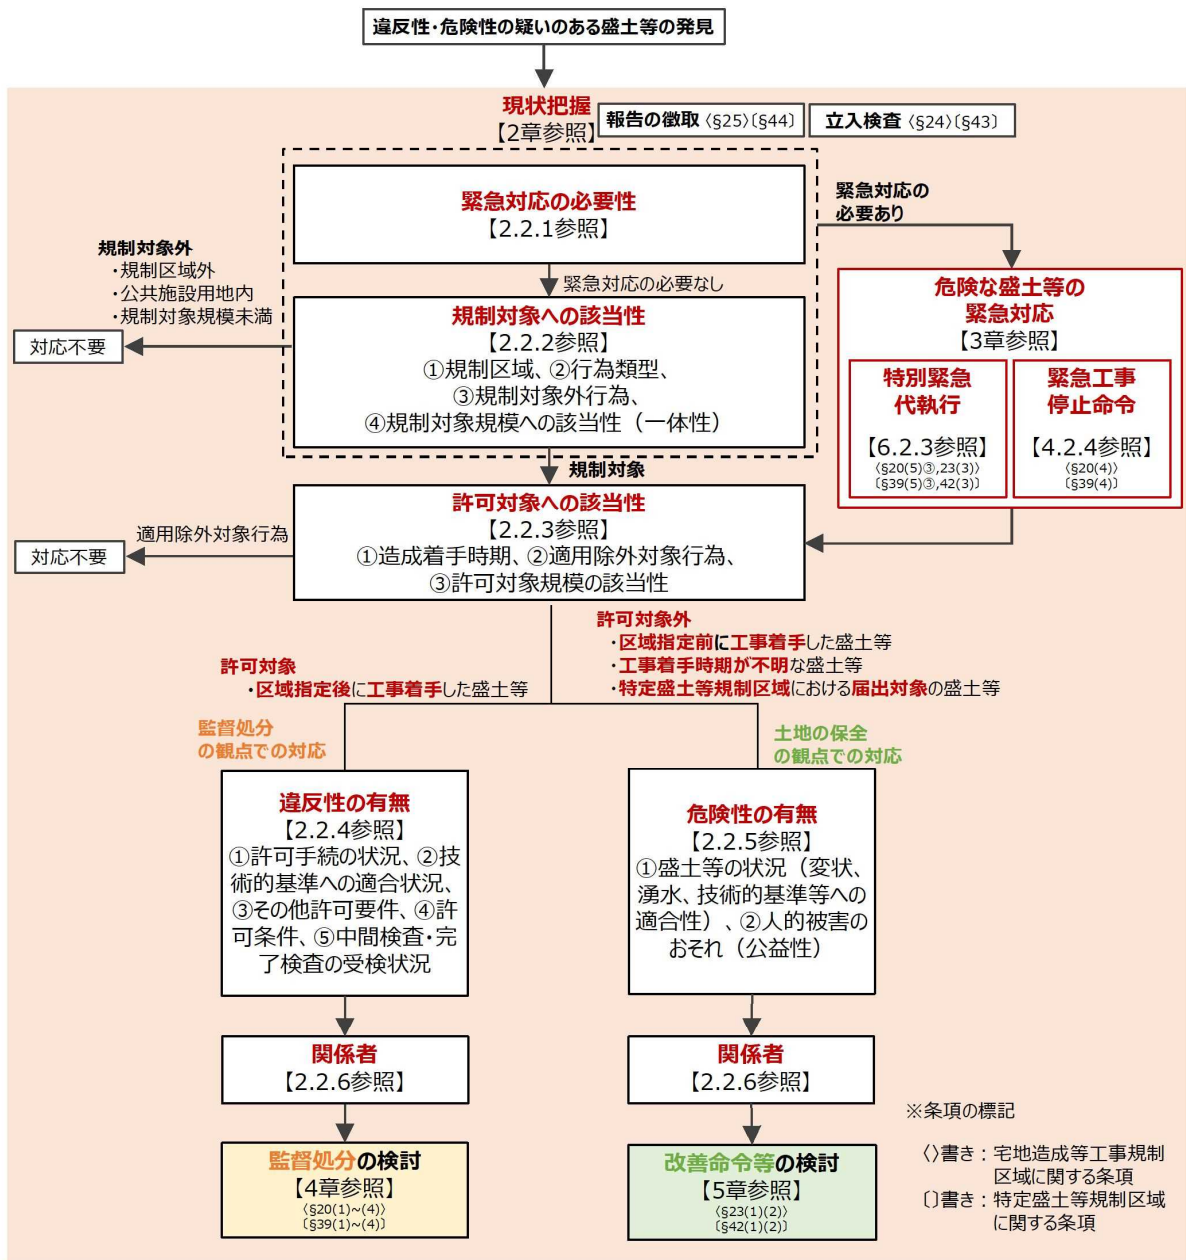 違反性・危険性の疑いのある盛土等の発見
現状把握
【2章参照】
報告の徴取〈§25〉〔§44〕
立入検査〈§24〉〔§43〕
緊急対応の必要性
【2.2.1参照】
緊急対応の
必要あり
緊急対応の必要なし
規制対象外
・規制区域外
・公共施設用地内
・規制対象規模未満
対応不要
規制対象への該当性
【2.2.2参照】
①規制区域、②行為類型、
③規制対象外行為、
④規制対象規模への該当性（一体性）
危険な盛土等の
緊急対応
【3章参照】
特別緊急
代執行
【6.2.3参照】
〈§20(5)③,23(3)〉
〔§39(5)③,42(3)〕
緊急工事
停止命令
【4.2.4参照】
〈§20(4)〉
〔§39(4)〕
規制対象
許可対象への該当性
【2.2.3参照】
①造成着手時期、②適用除外対象行為、
③許可対象規模の該当性
適用除外対象行為
対応不要
許可対象
・区域指定後に工事着手した盛土等
許可対象外
・区域指定前に工事着手した盛土等
・工事着手時期が不明な盛土等
・特定盛土等規制区域における届出対象の盛土等
監督処分
の観点での対応
土地の保全
の観点での対応
違反性の有無
【2.2.4参照】
①許可手続の状況、②技
術的基準への適合状況、
③その他許可要件、④許
可条件、⑤中間検査・完
了検査の受検状況
危険性の有無
【2.2.5参照】
①盛土等の状況（変状、
湧水、技術的基準等への
適合性）、②人的被害の
おそれ（公益性）
関係者
【2.2.6参照】
関係者
【2.2.6参照】
監督処分の検討
【4章参照】
〈§20(1)~(4)〉
〔§39(1)~(4)〕
改善命令等の検討
【5章参照】
〈§23(1)(2)〉
〔§42(1)(2)〕
※条項の標記
〈〉書き：宅地造成等工事規制
区域に関する条項
〔〕書き：特定盛土等規制区域
に関する条項